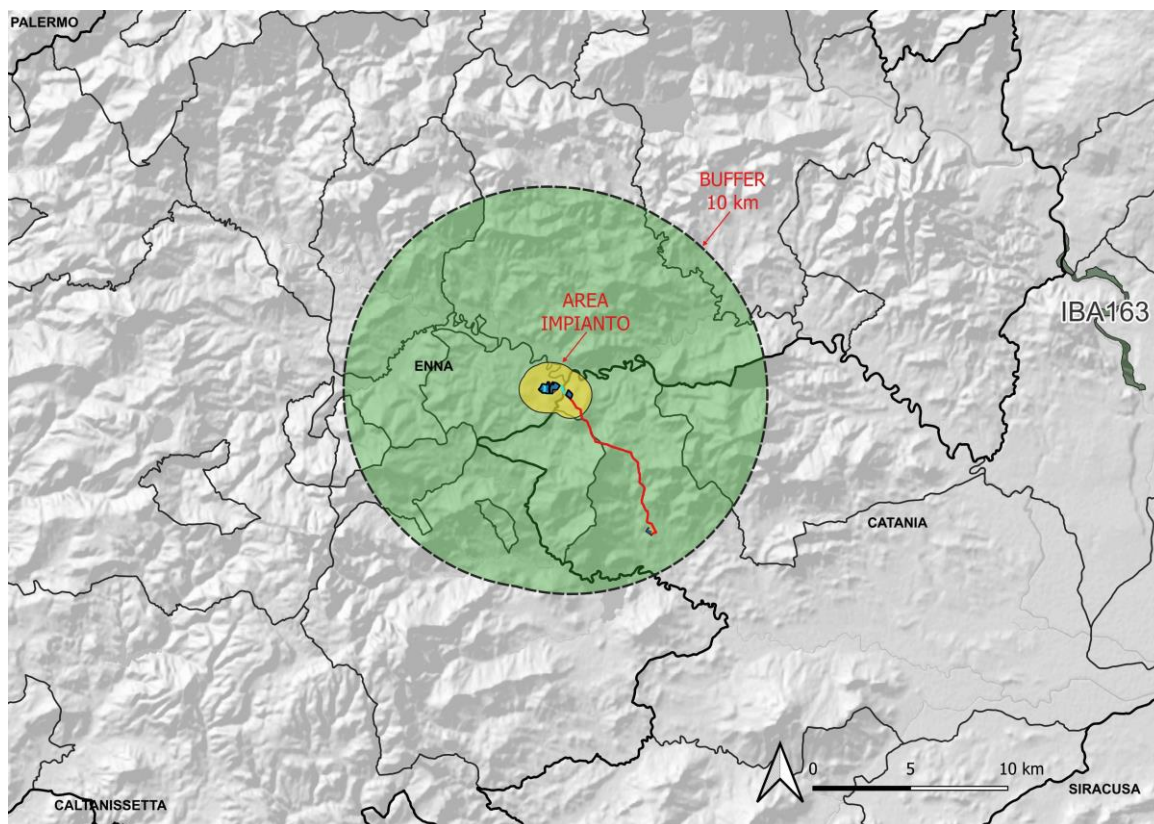 PALERMO
BUFFER
10 km
AREA
IMPIANTO
IBA163
ENNA
CATANIA
0 5 10 km
CALTANISSETTA
SIRACUSA